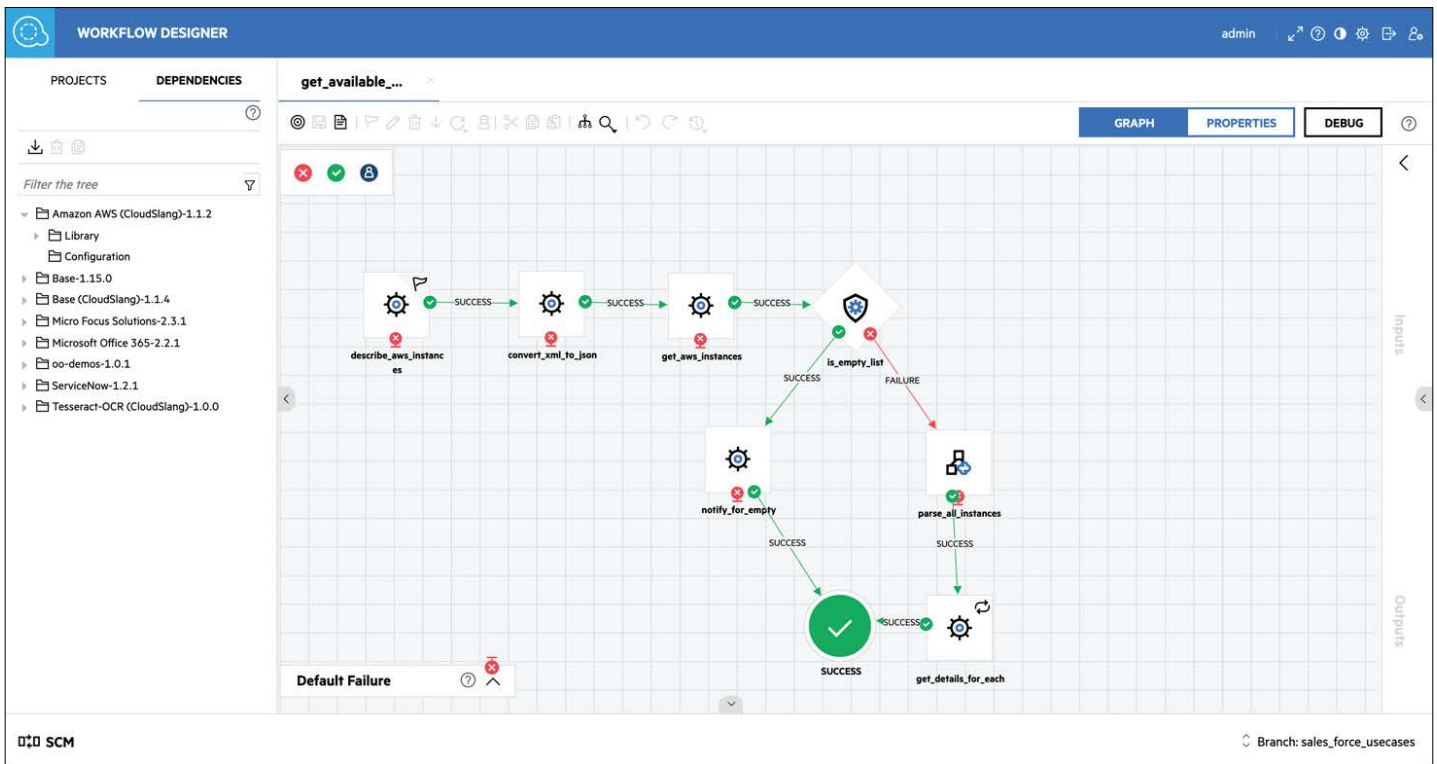 WORKFLOW DESIGNER
admin
PROJECTS
DEPENDENCIES
get_available_...
GRAPH
PROPERTIES
DEBUG
Filter the tree
Amazon AWS (CloudSlang)-1.1.2
Library
Configuration
Base-1.15.0
Base (CloudSlang)-1.1.4
Micro Focus Solutions-2.3.1
Microsoft Office 365-2.2.1
oo-demos-1.0.1
ServiceNow-1.2.1
Tesseract-OCR (CloudSlang)-1.0.0
SUCCESS
SUCCESS
SUCCESS
describe_aws_instanc
es
convert_xml_to_json
get_aws_instances
is_empty_list
SUCCESS
FAILURE
notify_for_empty
parse_all_instances
SUCCESS
SUCCESS
SUCCESS
SUCCESS
get_details_for_each
Inputs
Outputs
Default Failure
SCM
Branch: sales_force_usecases